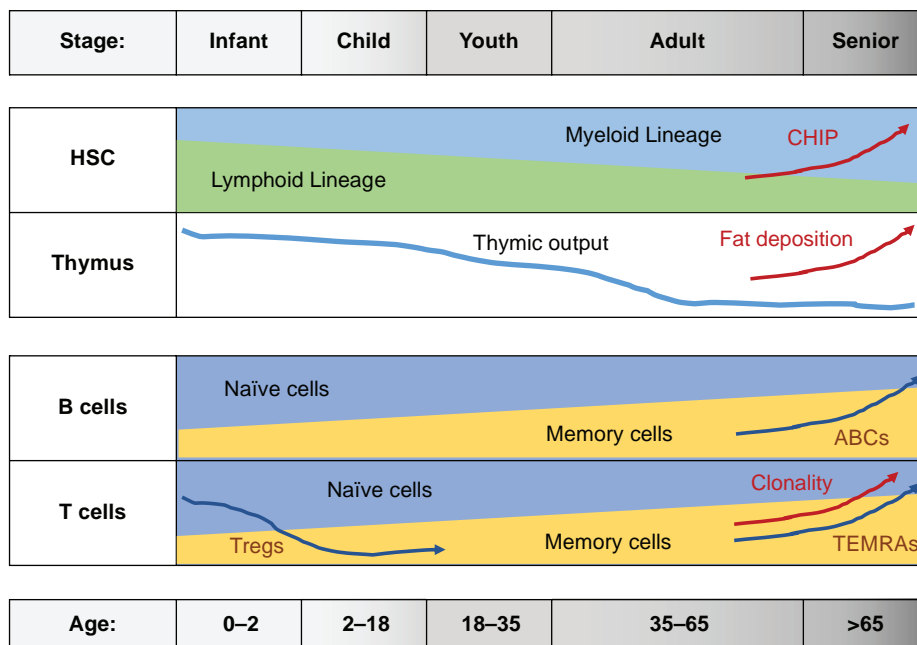 Stage: Infant Child Youth Adult Senior
HSC
Myeloid Lineage
CHIP
Lymphoid Lineage
Thymus
Thymic output
Fat deposition
B cells
Naïve cells
Memory cells
ABCs
T cells
Naïve cells
Clonality
Tregs
Memory cells
TEMRAs
Age: 0–2 2–18 18–35 35–65 >65